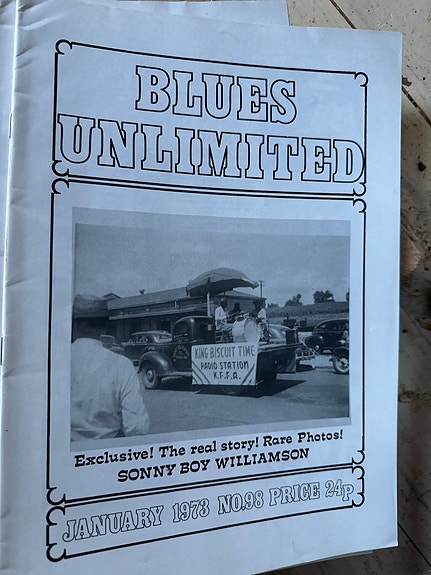 BLUES
UNLIMITED
KING BISCUIT TIME
RADIO STATION
K.F.F.A.
Exclusive! The real story! Rare Photos!
SONNY BOY WILLIAMSON
JANUARY 1973 NO.98 PRICE 24p